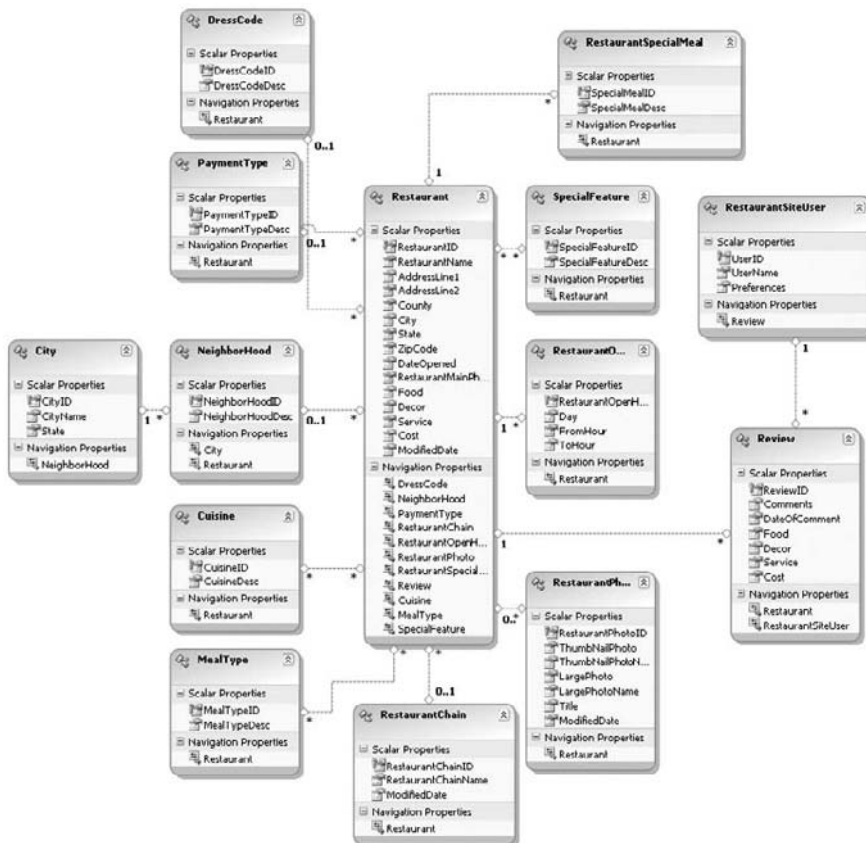 DressCode
Scalar Properties
DressCodeID
DressCodeDesc
Navigation Properties
Restaurant
0..1
PaymentType
Scalar Properties
PaymentTypeID
PaymentTypeDesc
Navigation Properties
Restaurant
0..1
*
*
RestaurantSpecialMeal
Scalar Properties
SpecialMealID
SpecialMealDesc
Navigation Properties
Restaurant
*
1
Restaurant
Scalar Properties
RestaurantID
RestaurantName
AddressLine1
AddressLine2
County
City
State
ZipCode
DateOpened
RestaurantMainPh...
Food
Decor
Service
Cost
ModifiedDate
Navigation Properties
DressCode
NeighborHood
PaymentType
RestaurantChain
RestaurantOpenH...
RestaurantPhoto
RestaurantSpecial...
Review
Cuisine
MealType
SpecialFeature
SpecialFeature
Scalar Properties
SpecialFeatureID
SpecialFeatureDesc
Navigation Properties
Restaurant
* *
RestaurantSiteUser
Scalar Properties
UserID
UserName
Preferences
Navigation Properties
Review
1
*
City
Scalar Properties
CityID
CityName
State
Navigation Properties
NeighborHood
1 *
NeighborHood
Scalar Properties
NeighborHoodID
NeighborHoodDesc
Navigation Properties
City
Restaurant
0..1 *
RestaurantO...
Scalar Properties
RestaurantOpenH...
Day
FromHour
ToHour
Navigation Properties
Restaurant
1 *
Review
Scalar Properties
ReviewID
Comments
DateOfComment
Food
Decor
Service
Cost
Navigation Properties
Restaurant
RestaurantSiteUser
1 *
Cuisine
Scalar Properties
CuisineID
CuisineDesc
Navigation Properties
Restaurant
* *
RestaurantPh...
Scalar Properties
RestaurantPhotoID
ThumbNailPhoto
ThumbNailPhotoN...
LargePhoto
LargePhotoName
Title
ModifiedDate
Navigation Properties
Restaurant
MealType
Scalar Properties
MealTypeID
MealTypeDesc
Navigation Properties
Restaurant
* *
*
0..1
RestaurantChain
Scalar Properties
RestaurantChainID
RestaurantChainName
ModifiedDate
Navigation Properties
Restaurant